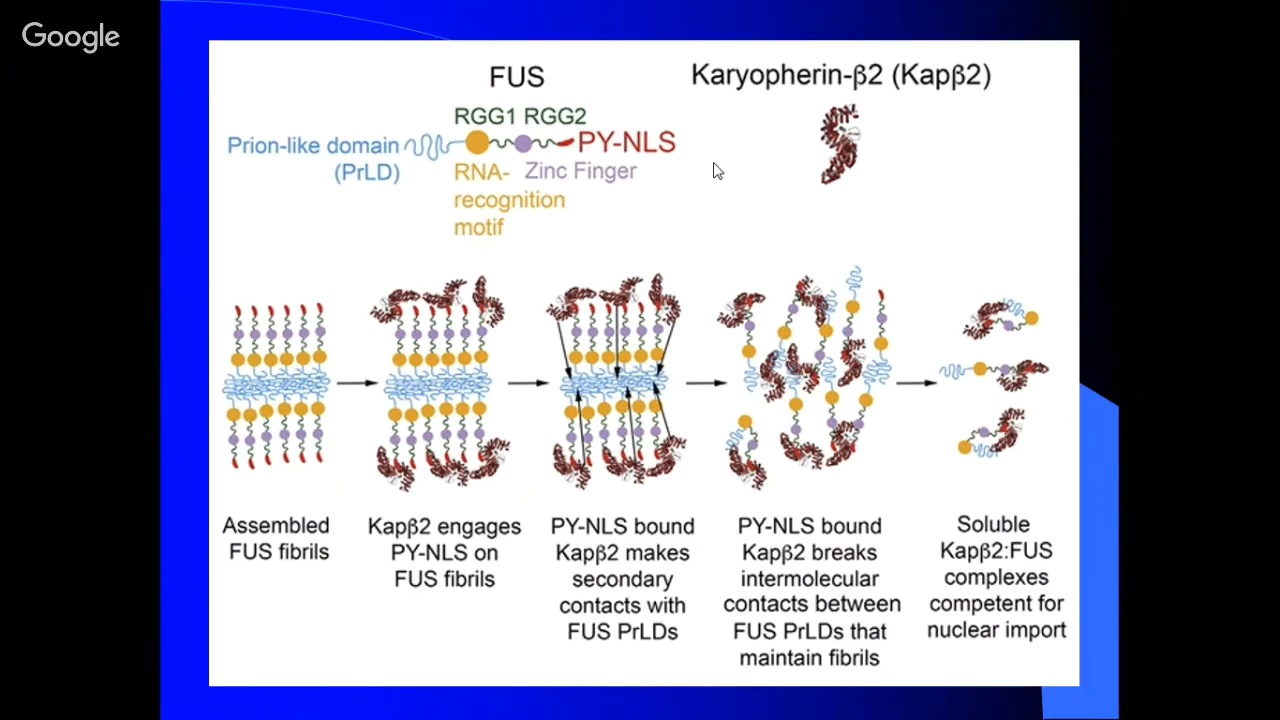 Google
FUS
Karyopherin-β2 (Kapβ2)
RGG1 RGG2
Prion-like domain
(PrLD)
PY-NLS
RNA-
recognition
motif
Zinc Finger
Assembled
FUS fibrils
Kapβ2 engages
PY-NLS on
FUS fibrils
PY-NLS bound
Kapβ2 makes
secondary
contacts with
FUS PrLDs
PY-NLS bound
Kapβ2 breaks
intermolecular
contacts between
FUS PrLDs that
maintain fibrils
Soluble
Kapβ2:FUS
complexes
competent for
nuclear import